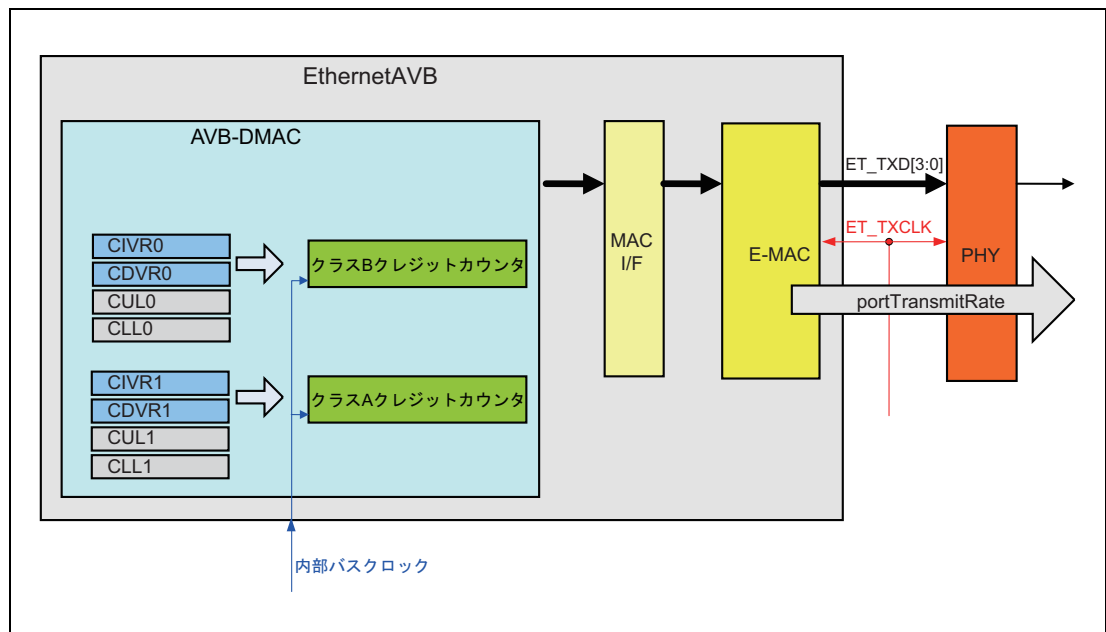 EthernetAVB
AVB-DMAC
CIVR0
CDVR0
CUL0
CLL0
クラスBクレジットカウンタ
CIVR1
CDVR1
CUL1
CLL1
クラスAクレジットカウンタ
MAC
I/F
E-MAC
ET_TXD[3:0]
ET_TXCLK
PHY
portTransmitRate
内部バスクロック